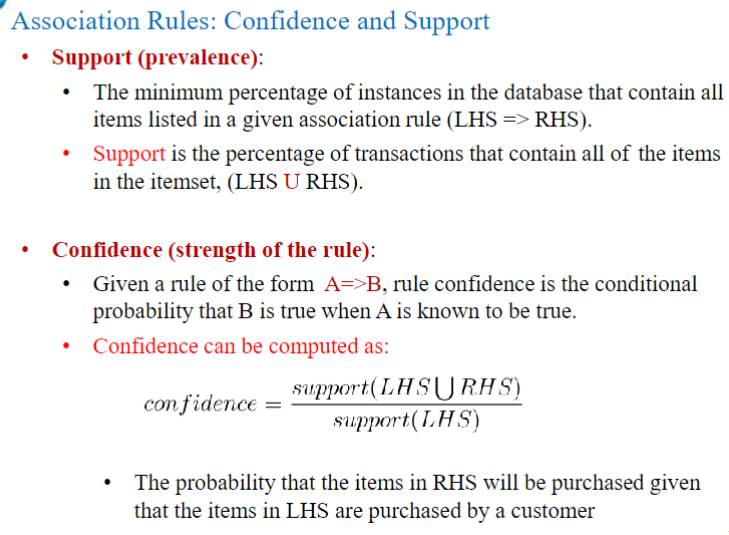 Association Rules: Confidence and Support
• Support (prevalence):
• The minimum percentage of instances in the database that contain all
items listed in a given association rule (LHS => RHS).
• Support is the percentage of transactions that contain all of the items
in the itemset, (LHS U RHS).
• Confidence (strength of the rule):
• Given a rule of the form A=>B, rule confidence is the conditional
probability that B is true when A is known to be true.
• Confidence can be computed as:
confidence = support(LHS⋃RHS) / support(LHS)
• The probability that the items in RHS will be purchased given
that the items in LHS are purchased by a customer